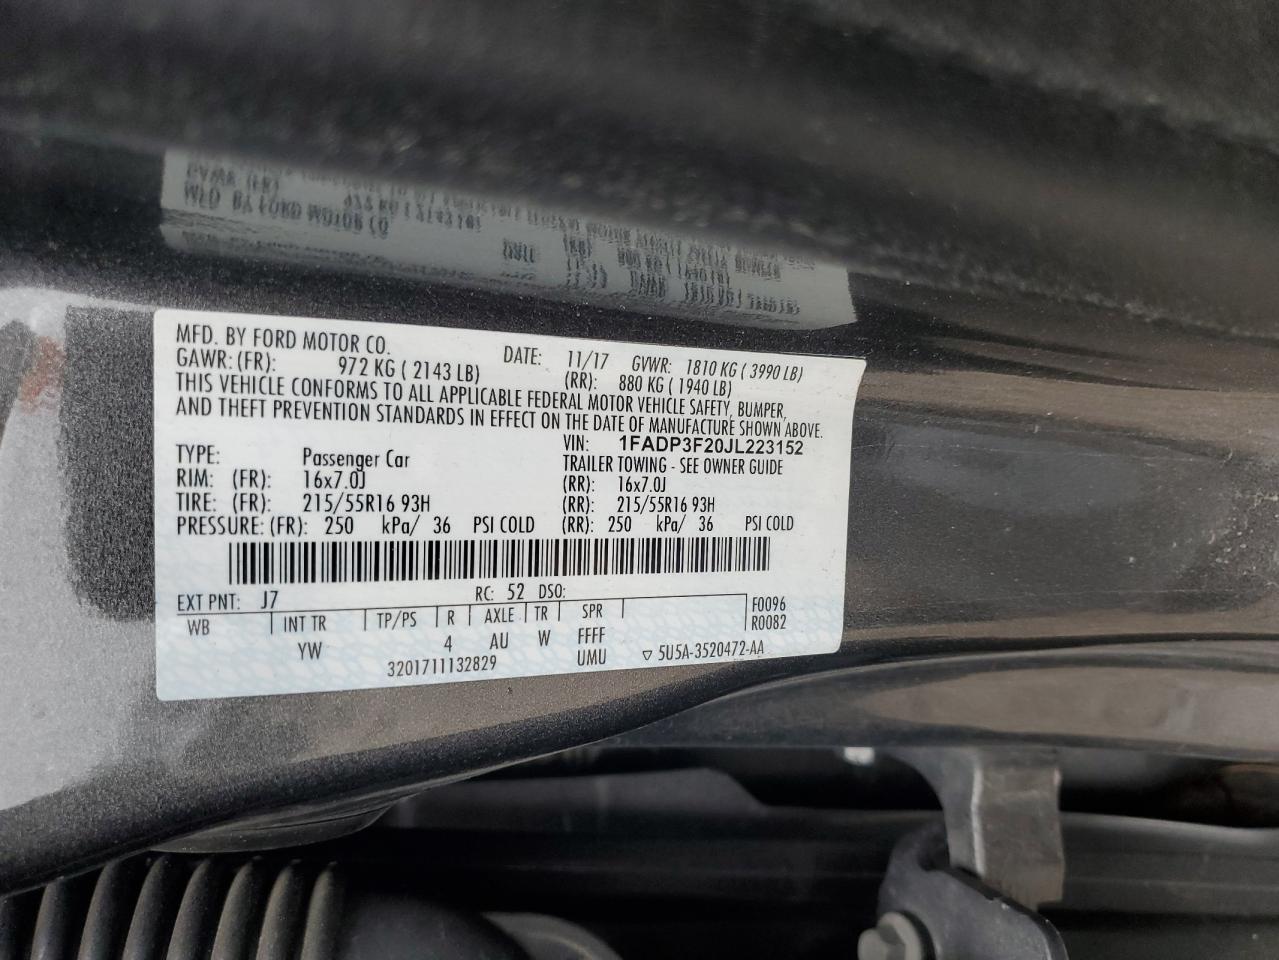 MFD. BY FORD MOTOR CO.
DATE: 11/17 GVWR: 1810 KG ( 3990 LB)
GAWR: (FR): 972 KG ( 2143 LB) (RR): 880 KG ( 1940 LB)
THIS VEHICLE CONFORMS TO ALL APPLICABLE FEDERAL MOTOR VEHICLE SAFETY, BUMPER,
AND THEFT PREVENTION STANDARDS IN EFFECT ON THE DATE OF MANUFACTURE SHOWN ABOVE.
VIN: 1FADP3F20JL223152
TYPE: Passenger Car TRAILER TOWING - SEE OWNER GUIDE
RIM: (FR): 16x7.0J (RR): 16x7.0J
TIRE: (FR): 215/55R16 93H (RR): 215/55R16 93H
PRESSURE: (FR): 250 kPa/ 36 PSI COLD (RR): 250 kPa/ 36 PSI COLD
EXT PNT: J7 RC: 52 DSO:
WB INT TR TP/PS R AXLE TR SPR F0096
YW 4 AU W FFFF R0082
3201711132829 UMU ▽ 5U5A-3520472-AA